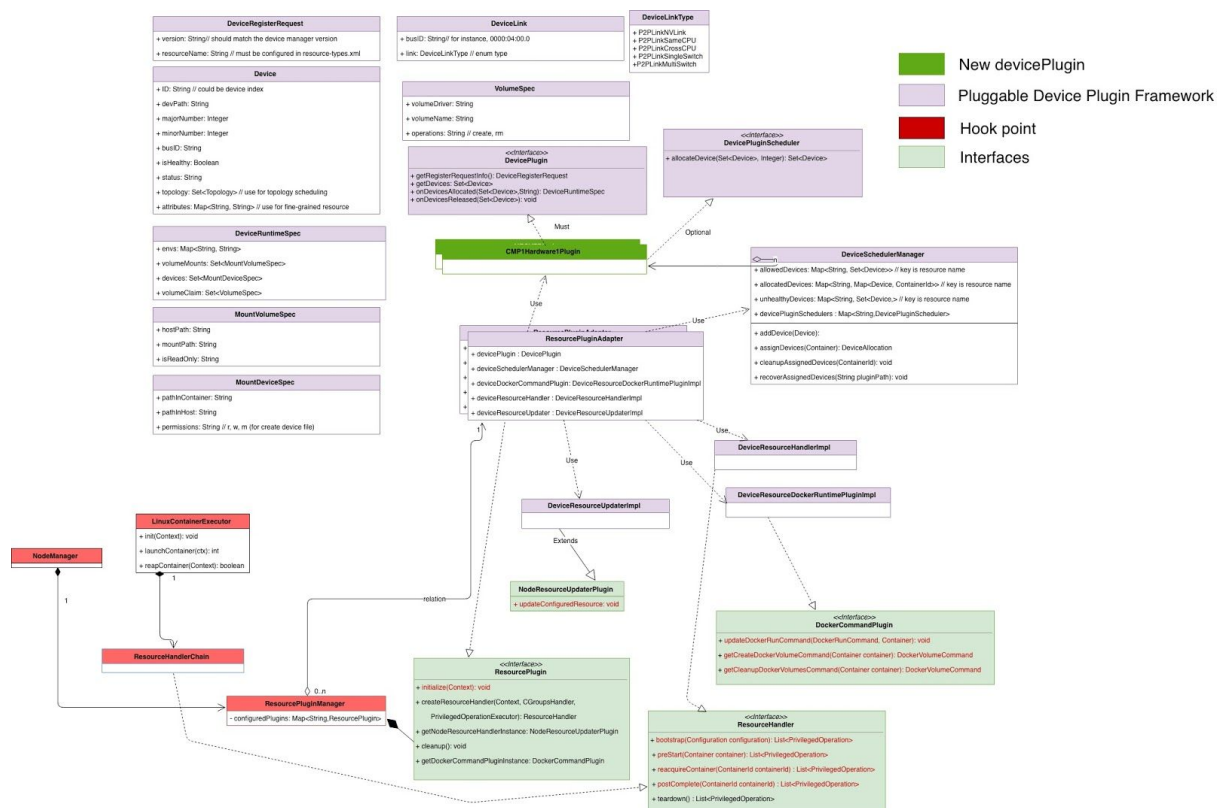 DeviceRegisterRequest
+ version: String// should match the device manager version
+ resourceName: String // must be configured in resource-types.xml
DeviceLink
+ busID: String// for instance, 0000:04:00.0
+ link: DeviceLinkType // enum type
DeviceLinkType
+ P2PLinkNVLink
+ P2PLinkSameCPU
+ P2PLinkCrossCPU
+ P2PLinkSingleSwitch
+P2PLinkMultiSwitch
New devicePlugin
Pluggable Device Plugin Framework
Hook point
Interfaces
Device
+ ID: String // could be device index
+ devPath: String
+ majorNumber: Integer
+ minorNumber: Integer
+ busID: String
+ isHealthy: Boolean
+ status: String
+ topology: Set<Topology> // use for topology scheduling
+ attributes: Map<String, String> // use for fine-grained resource
VolumeSpec
+ volumeDriver: String
+ volumeName: String
+ operations: String // create, rm
<<Interface>>
DevicePlugin
+ getRegisterRequestInfo(): DeviceRegisterRequest
+ getDevices: Set<Device>
+ onDevicesAllocated(Set<Device>,String): DeviceRuntimeSpec
+ onDevicesReleased(Set<Device>): void
<<Interface>>
DevicePluginScheduler
+ allocateDevice(Set<Device>, Integer): Set<Device>
Must
Optional
CMP1Hardware1Plugin
DeviceRuntimeSpec
+ envs: Map<String, String>
+ volumeMounts: Set<MountVolumeSpec>
+ devices: Set<MountDeviceSpec>
+ volumeClaim: Set<VolumeSpec>
DeviceSchedulerManager
n
+ allowedDevices: Map<String, Set<Device>> // key is resource name
+ allocatedDevices: Map<String, Map<Device, ContainerId>> // key is resource name
+ unhealthyDevices: Map<String, Set<Device,> // key is resource name
+ devicePluginSchedulers : Map<String,DevicePluginScheduler>
+ addDevice(Device):
+ assignDevices(Container): DeviceAllocation
+ cleanupAssignedDevices(ContainerId): void
+ recoverAssignedDevices(String pluginPath): void
Use
Use
MountVolumeSpec
+ hostPath: String
+ mountPath: String
+ isReadOnly: String
ResourcePluginAdapter
ResourcePluginAdapter
+ devicePlugin : DevicePlugin
+ deviceSchedulerManager : DeviceSchedulerManager
+ deviceDockerCommandPlugin: DeviceResourceDockerRuntimePluginImpl
+ deviceResourceHandler : DeviceResourceHandlerImpl
+ deviceResourceUpdater : DeviceResourceUpdaterImpl
MountDeviceSpec
+ pathInContainer: String
+ pathInHost: String
+ permissions: String // r, w, m (for create device file)
1
Use
Use
Use
DeviceResourceHandlerImpl
DeviceResourceDockerRuntimePluginImpl
DeviceResourceUpdaterImpl
Extends
LinuxContainerExecutor
+ init(Context): void
+ launchContainer(ctx): int
+ reapContainer(Context): boolean
NodeManager
1
1
relation
NodeResourceUpdaterPlugin
+ updateConfiguredResource: void
<<Interface>>
DockerCommandPlugin
+ updateDockerRunCommand(DockerRunCommand, Container): void
+ getCreateDockerVolumeCommand(Container container): DockerVolumeCommand
+ getCleanupDockerVolumesCommand(Container container): DockerVolumeCommand
ResourceHandlerChain
<<Interface>>
ResourcePlugin
+ initialize(Context): void
+ createResourceHandler(Context, CGroupsHandler,
PrivilegedOperationExecutor): ResourceHandler
+ getNodeResourceHandlerInstance: NodeResourceUpdaterPlugin
+ cleanup(): void
+ getDockerCommandPluginInstance: DockerCommandPlugin
0..n
ResourcePluginManager
- configuredPlugins: Map<String,ResourcePlugin>
<<Interface>>
ResourceHandler
+ bootstrap(Configuration configuration): List<PrivilegedOperation>
+ preStart(Container container): List<PrivilegedOperation>
+ reacquireContainer(ContainerId containerId) : List<PrivilegedOperation>
+ postComplete(ContainerId containerId) : List<PrivilegedOperation>
+ teardown() : List<PrivilegedOperation>